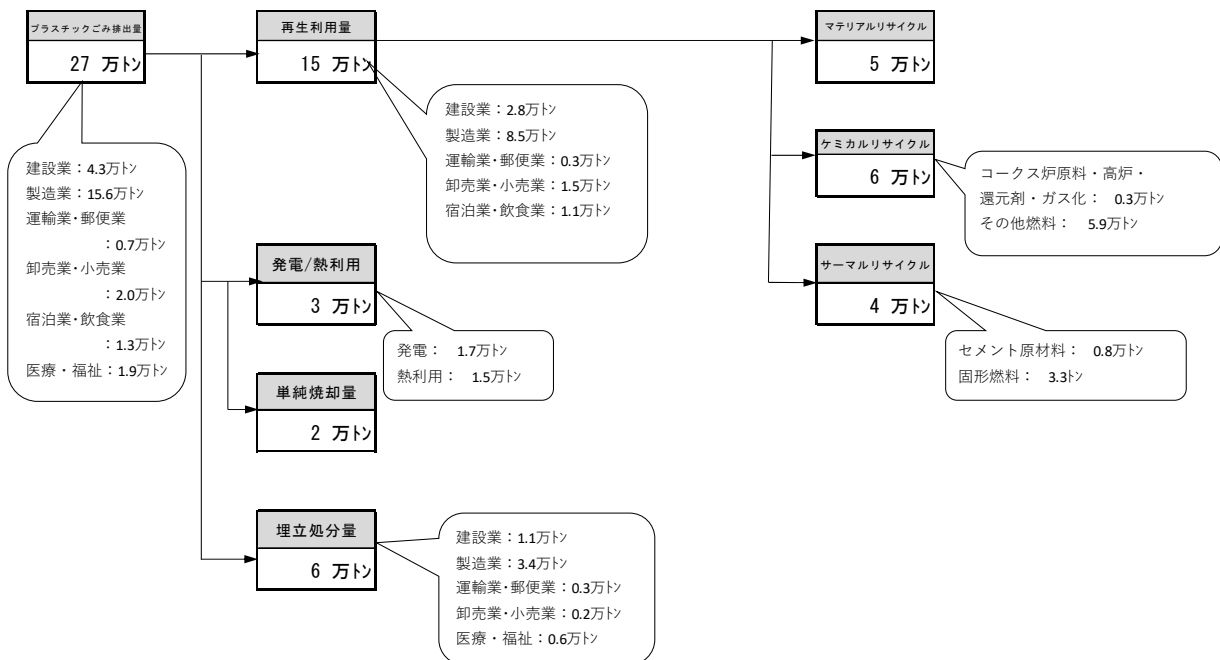 プラスチックごみ排出量
27 万トン
建設業：4.3万トン
製造業：15.6万トン
運輸業・郵便業
：0.7万トン
卸売業・小売業
：2.0万トン
宿泊業・飲食業
：1.3万トン
医療・福祉：1.9万トン
再生利用量
15 万トン
建設業：2.8万トン
製造業：8.5万トン
運輸業・郵便業：0.3万トン
卸売業・小売業：1.5万トン
宿泊業・飲食業：1.1万トン
発電/熱利用
3 万トン
発電： 1.7万トン
熱利用： 1.5万トン
単純焼却量
2 万トン
埋立処分量
6 万トン
建設業：1.1万トン
製造業：3.4万トン
運輸業・郵便業：0.3万トン
卸売業・小売業：0.2万トン
医療・福祉：0.6万トン
マテリアルリサイクル
5 万トン
ケミカルリサイクル
6 万トン
コークス炉原料・高炉・
還元剤・ガス化： 0.3万トン
その他燃料： 5.9万トン
サーマルリサイクル
4 万トン
セメント原材料： 0.8万トン
固形燃料： 3.3トン